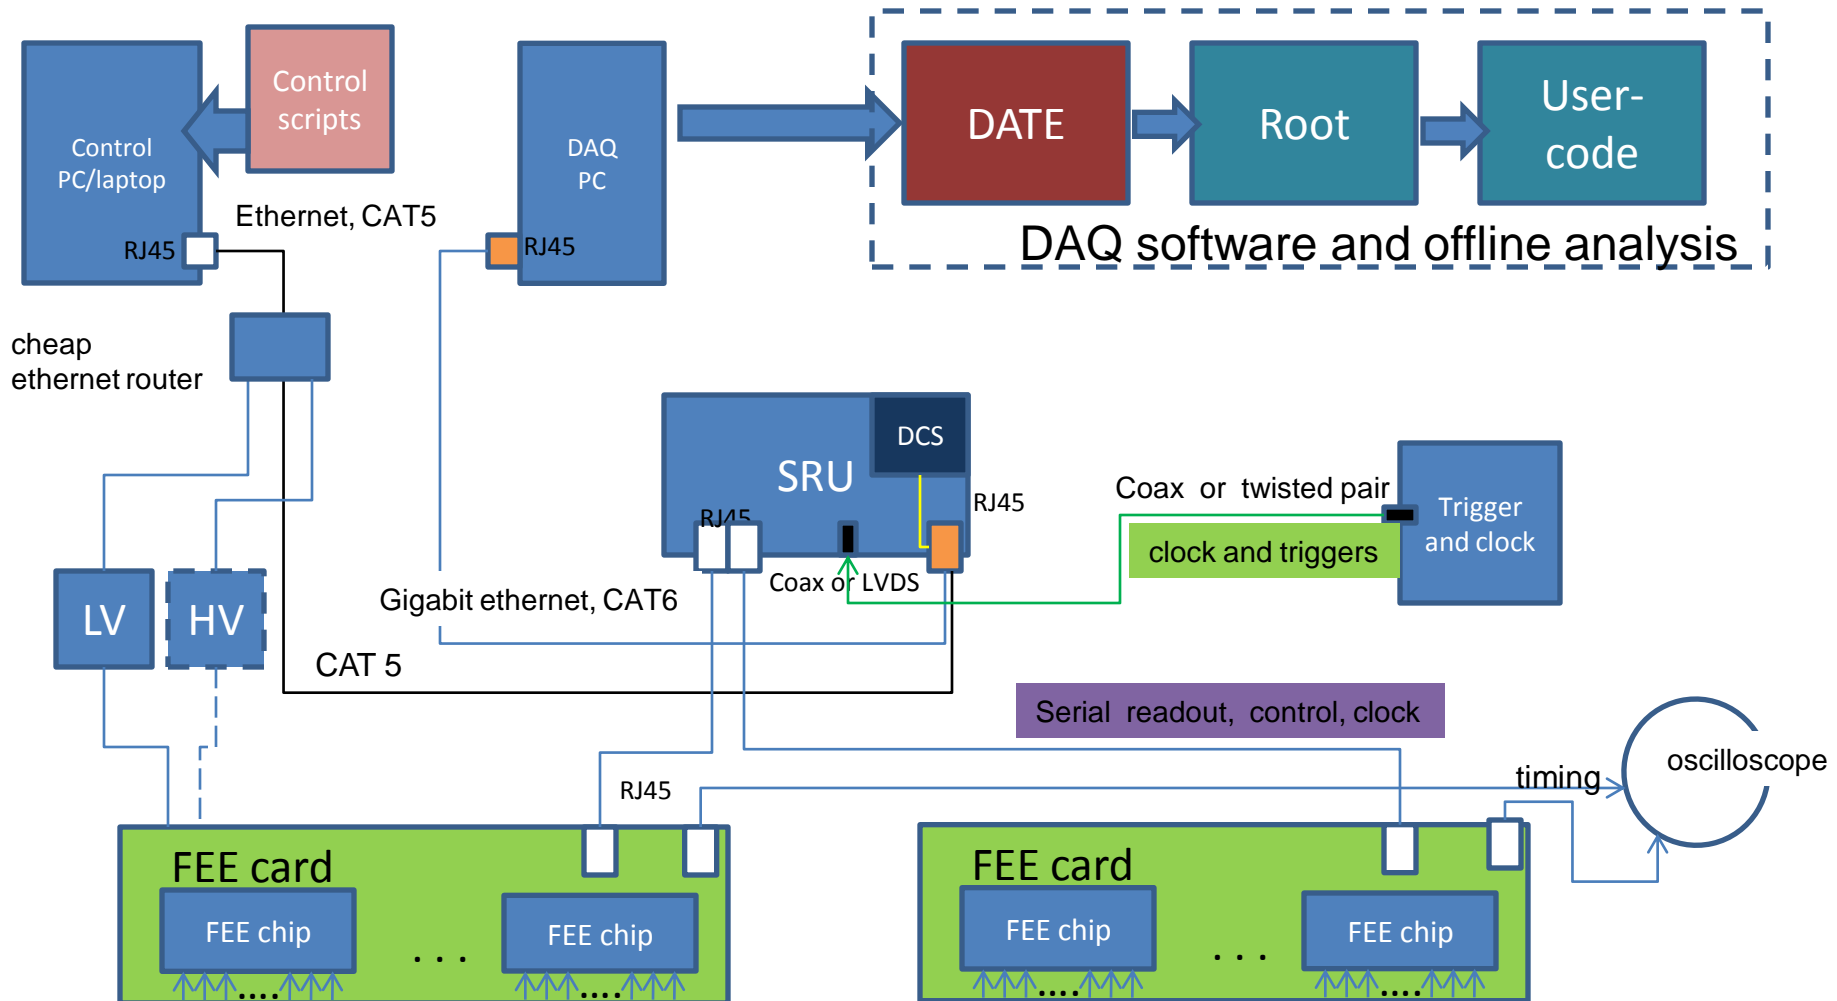 Control
scripts
Control
PC/laptop
RJ45
Ethernet, CAT5
DAQ
PC
RJ45
DATE
Root
User-
code
DAQ software and offline analysis
cheap
ethernet router
SRU
DCS
RJ45
RJ45
Coax or LVDS
Coax or twisted pair
clock and triggers
Trigger
and clock
LV
HV
Gigabit ethernet, CAT6
CAT 5
Serial readout, control, clock
RJ45
timing
oscilloscope
FEE card
FEE chip
. . .
FEE chip
....
....
FEE card
FEE chip
. . .
FEE chip
....
....